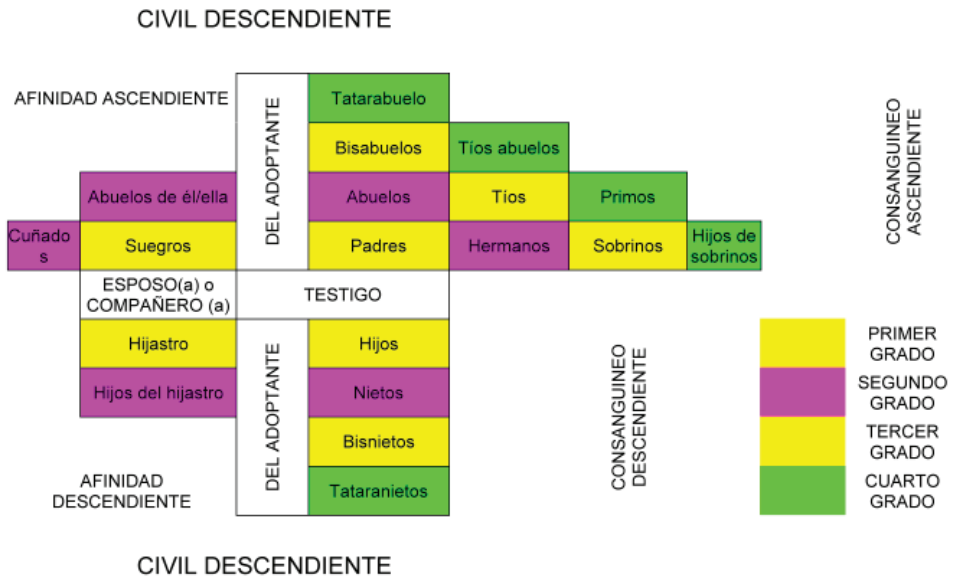 CIVIL DESCENDIENTE
AFINIDAD ASCENDIENTE
DEL ADOPTANTE
Tatarabuelo
Bisabuelos
Tíos abuelos
Abuelos de él/ella
Abuelos
Tíos
Primos
Cuñado
s
Suegros
Padres
Hermanos
Sobrinos
Hijos de
sobrinos
CONSANGUINEO
ASCENDIENTE
ESPOSO(a) o
COMPAÑERO (a)
TESTIGO
Hijastro
DEL ADOPTANTE
Hijos
Hijos del hijastro
Nietos
Bisnietos
Tataranietos
AFINIDAD
DESCENDIENTE
CONSANGUINEO
DESCENDIENTE
PRIMER
GRADO
SEGUNDO
GRADO
TERCER
GRADO
CUARTO
GRADO
CIVIL DESCENDIENTE